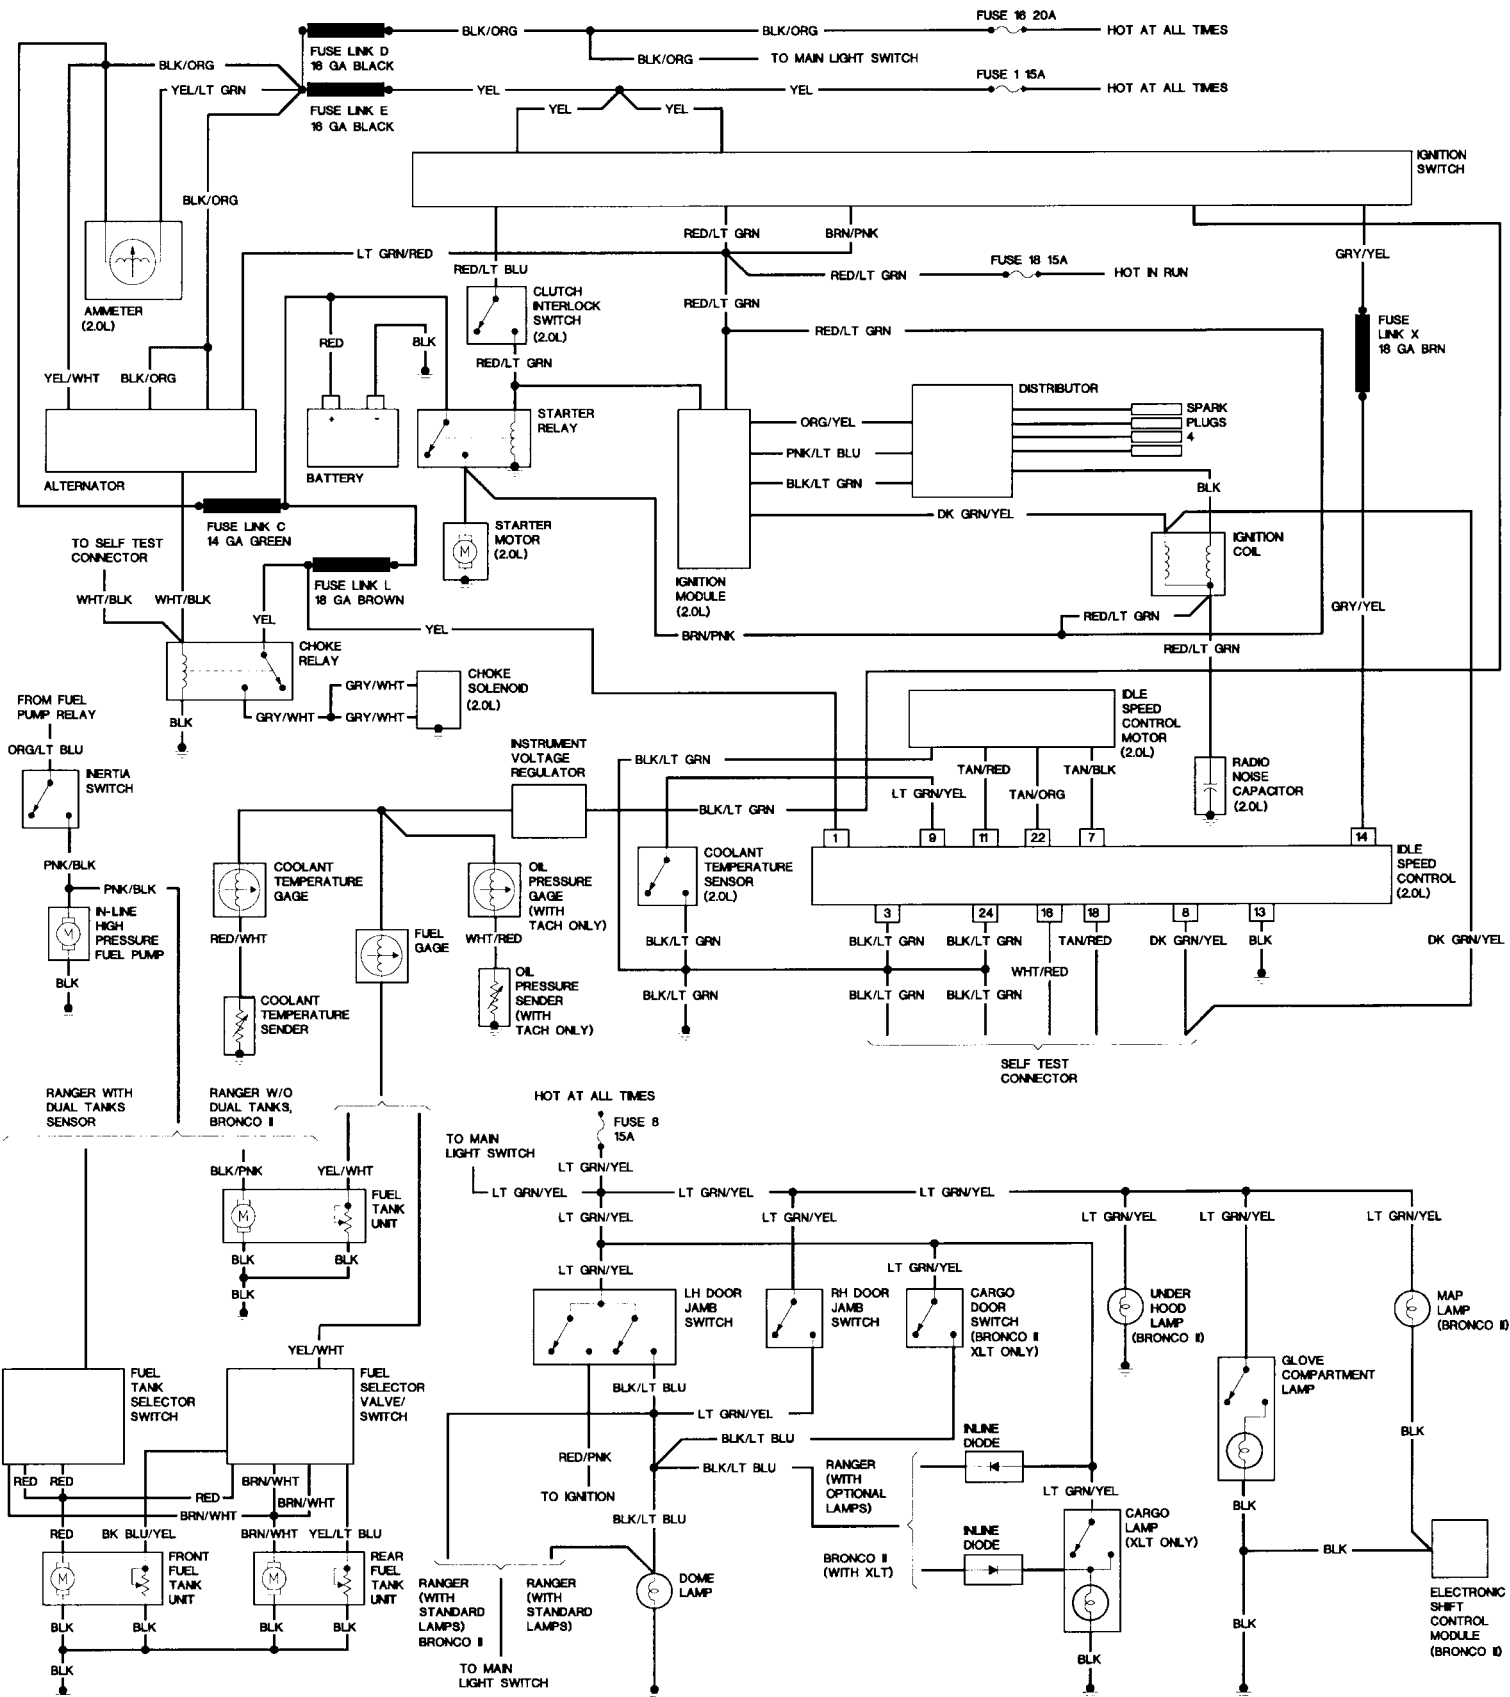 FUSE 16 20A
BLK/ORG
BLK/ORG
HOT AT ALL TIMES
FUSE LINK D
16 GA BLACK
BLK/ORG
BLK/ORG
TO MAIN LIGHT SWITCH
YEL/LT GRN
FUSE 1 15A
YEL
YEL
HOT AT ALL TIMES
FUSE LINK E
16 GA BLACK
YEL
YEL
IGNITION
SWITCH
BLK/ORG
RED/LT GRN
BRN/PNK
LT GRN/RED
GRY/YEL
RED/LT BLU
RED/LT GRN
FUSE 18 15A
HOT IN RUN
AMMETER
(2.0L)
CLUTCH
INTERLOCK
SWITCH
(2.0L)
RED/LT GRN
RED/LT GRN
FUSE
LINK X
18 GA BRN
RED
BLK
RED/LT GRN
YEL/WHT
BLK/ORG
DISTRIBUTOR
+
-
STARTER
RELAY
ORG/YEL
PNK/LT BLU
BLK/LT GRN
SPARK
PLUGS
4
BATTERY
ALTERNATOR
BLK
DK GRN/YEL
FUSE LINK C
14 GA GREEN
STARTER
MOTOR
(2.0L)
M
IGNITION
COIL
TO SELF TEST
CONNECTOR
FUSE LINK L
18 GA BROWN
IGNITION
MODULE
(2.0L)
WHT/BLK
WHT/BLK
YEL
YEL
BRN/PNK
RED/LT GRN
GRY/YEL
CHOKE
RELAY
RED/LT GRN
GRY/WHT
CHOKE
SOLENOID
(2.0L)
GRY/WHT
GRY/WHT
BLK
FROM FUEL
PUMP RELAY
ORG/LT BLU
IDLE
SPEED
CONTROL
MOTOR
(2.0L)
INERTIA
SWITCH
INSTRUMENT
VOLTAGE
REGULATOR
BLK/LT GRN
TAN/RED
TAN/BLK
LT GRN/YEL
TAN/ORG
BLK/LT GRN
RADIO
NOISE
CAPACITOR
(2.0L)
1
9
11
22
7
14
PNK/BLK
PNK/BLK
COOLANT
TEMPERATURE
GAGE
OIL
PRESSURE
GAGE
(WITH
TACH ONLY)
COOLANT
TEMPERATURE
SENSOR
(2.0L)
IDLE
SPEED
CONTROL
(2.0L)
M
IN-LINE
HIGH
PRESSURE
FUEL PUMP
3
24
16
18
8
13
RED/WHT
FUEL
GAGE
WHT/RED
BLK/LT GRN
BLK/LT GRN
BLK/LT GRN
TAN/RED
DK GRN/YEL
BLK
DK GRN/YEL
WHT/RED
BLK
COOLANT
TEMPERATURE
SENDER
OIL
PRESSURE
SENDER
(WITH
TACH ONLY)
BLK/LT GRN
BLK/LT GRN
BLK/LT GRN
SELF TEST
CONNECTOR
RANGER WITH
DUAL TANKS
SENSOR
RANGER W/O
DUAL TANKS,
BRONCO II
HOT AT ALL TIMES
FUSE 8
15A
TO MAIN
LIGHT SWITCH
LT GRN/YEL
BLK/PNK
YEL/WHT
LT GRN/YEL
LT GRN/YEL
LT GRN/YEL
M
FUEL
TANK
UNIT
LT GRN/YEL
LT GRN/YEL
LT GRN/YEL
LT GRN/YEL
LT GRN/YEL
BLK
BLK
LT GRN/YEL
LT GRN/YEL
BLK
LH DOOR
JAMB
SWITCH
RH DOOR
JAMB
SWITCH
CARGO
DOOR
SWITCH
(BRONCO II
XLT ONLY)
UNDER
HOOD
LAMP
(BRONCO II)
MAP
LAMP
(BRONCO II)
YEL/WHT
FUEL
TANK
SELECTOR
SWITCH
FUEL
SELECTOR
VALVE/
SWITCH
GLOVE
COMPARTMENT
LAMP
BLK/LT BLU
LT GRN/YEL
BLK/LT BLU
INLINE
DIODE
BLK
RED/PNK
BLK/LT BLU
RANGER
(WITH
OPTIONAL
LAMPS)
RED
RED
BRN/WHT
RED
BRN/WHT
BRN/WHT
TO IGNITION
LT GRN/YEL
BLK
RED
BK BLU/YEL
BRN/WHT
YEL/LT BLU
BLK/LT BLU
CARGO
LAMP
(XLT ONLY)
INLINE
DIODE
BLK
M
FRONT
FUEL
TANK
UNIT
M
REAR
FUEL
TANK
UNIT
BRONCO II
(WITH XLT)
RANGER
(WITH
STANDARD
LAMPS)
BRONCO II
RANGER
(WITH
STANDARD
LAMPS)
DOME
LAMP
ELECTRONIC
SHIFT
CONTROL
MODULE
(BRONCO II)
BLK
BLK
BLK
BLK
BLK
BLK
TO MAIN
LIGHT SWITCH
BLK